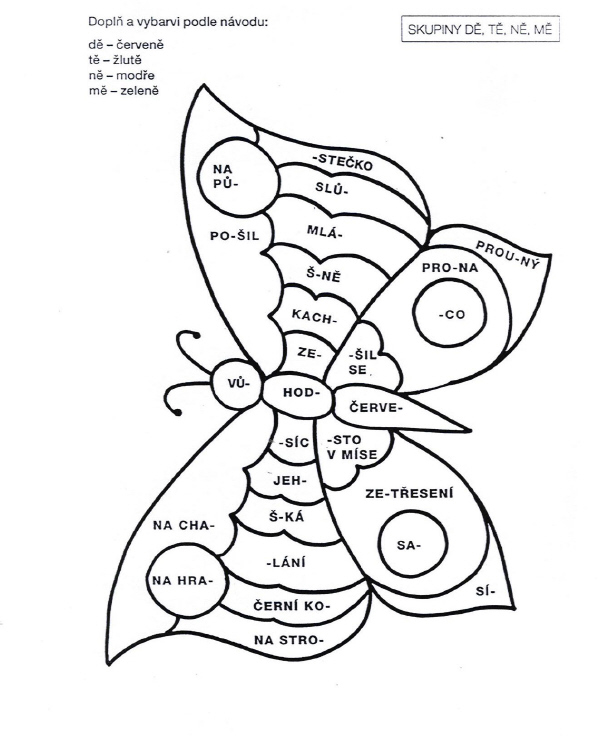 Doplň a vybarvi podle návodu:
SKUPINY DĚ, TĚ, NĚ, MĚ
dě – červeně
tě – žlutě
ně – modře
mě – zeleně
-STEČKO
NA
PŮ-
SLŮ-
PO-ŠIL
MLÁ-
PROU-NÝ
PRO-NA
Š-NĚ
-CO
KACH-
ZE-
-ŠIL
SE
VŮ-
HOD-
ČERVE-
-SÍC
-STO
V MÍSE
JEH-
ZE-TŘESENÍ
Š-KÁ
NA CHA-
SA-
-LÁNÍ
NA HRA-
SÍ-
ČERNÍ KO-
NA STRO-